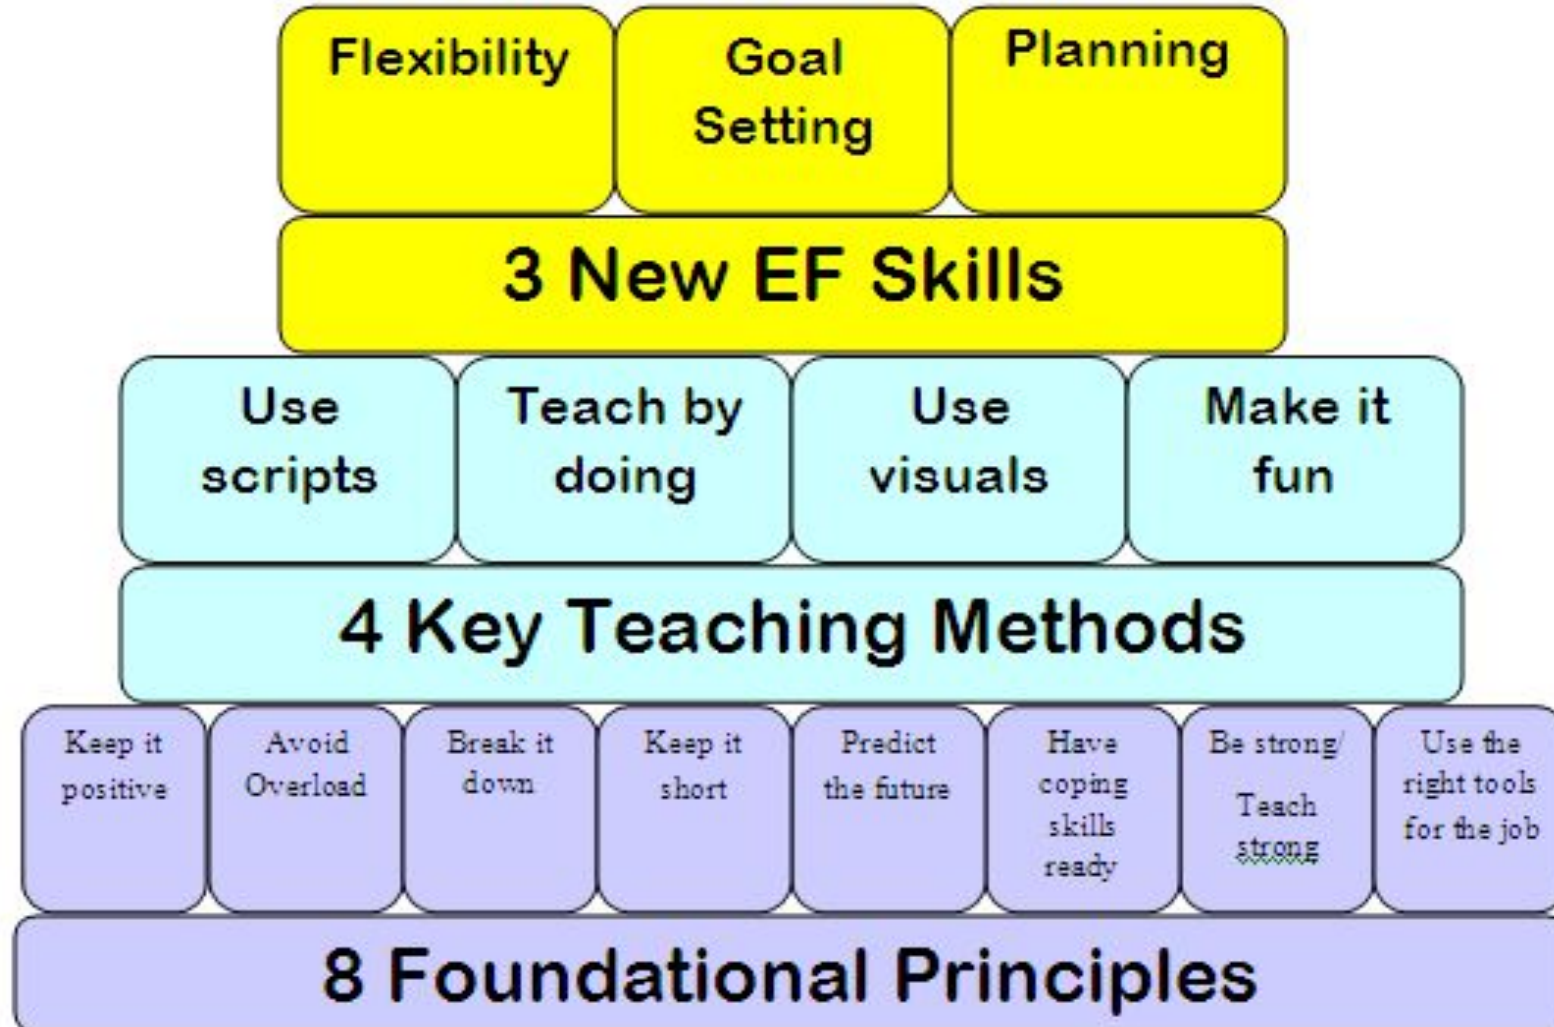 Flexibility
Goal
Setting
Planning
3 New EF Skills
Use
scripts
Teach by
doing
Use
visuals
Make it
fun
4 Key Teaching Methods
Keep it
positive
Avoid
Overload
Break it
down
Keep it
short
Predict
the future
Have
coping
skills
ready
Be strong/
Teach
strong
Use the
right tools
for the job
8 Foundational Principles